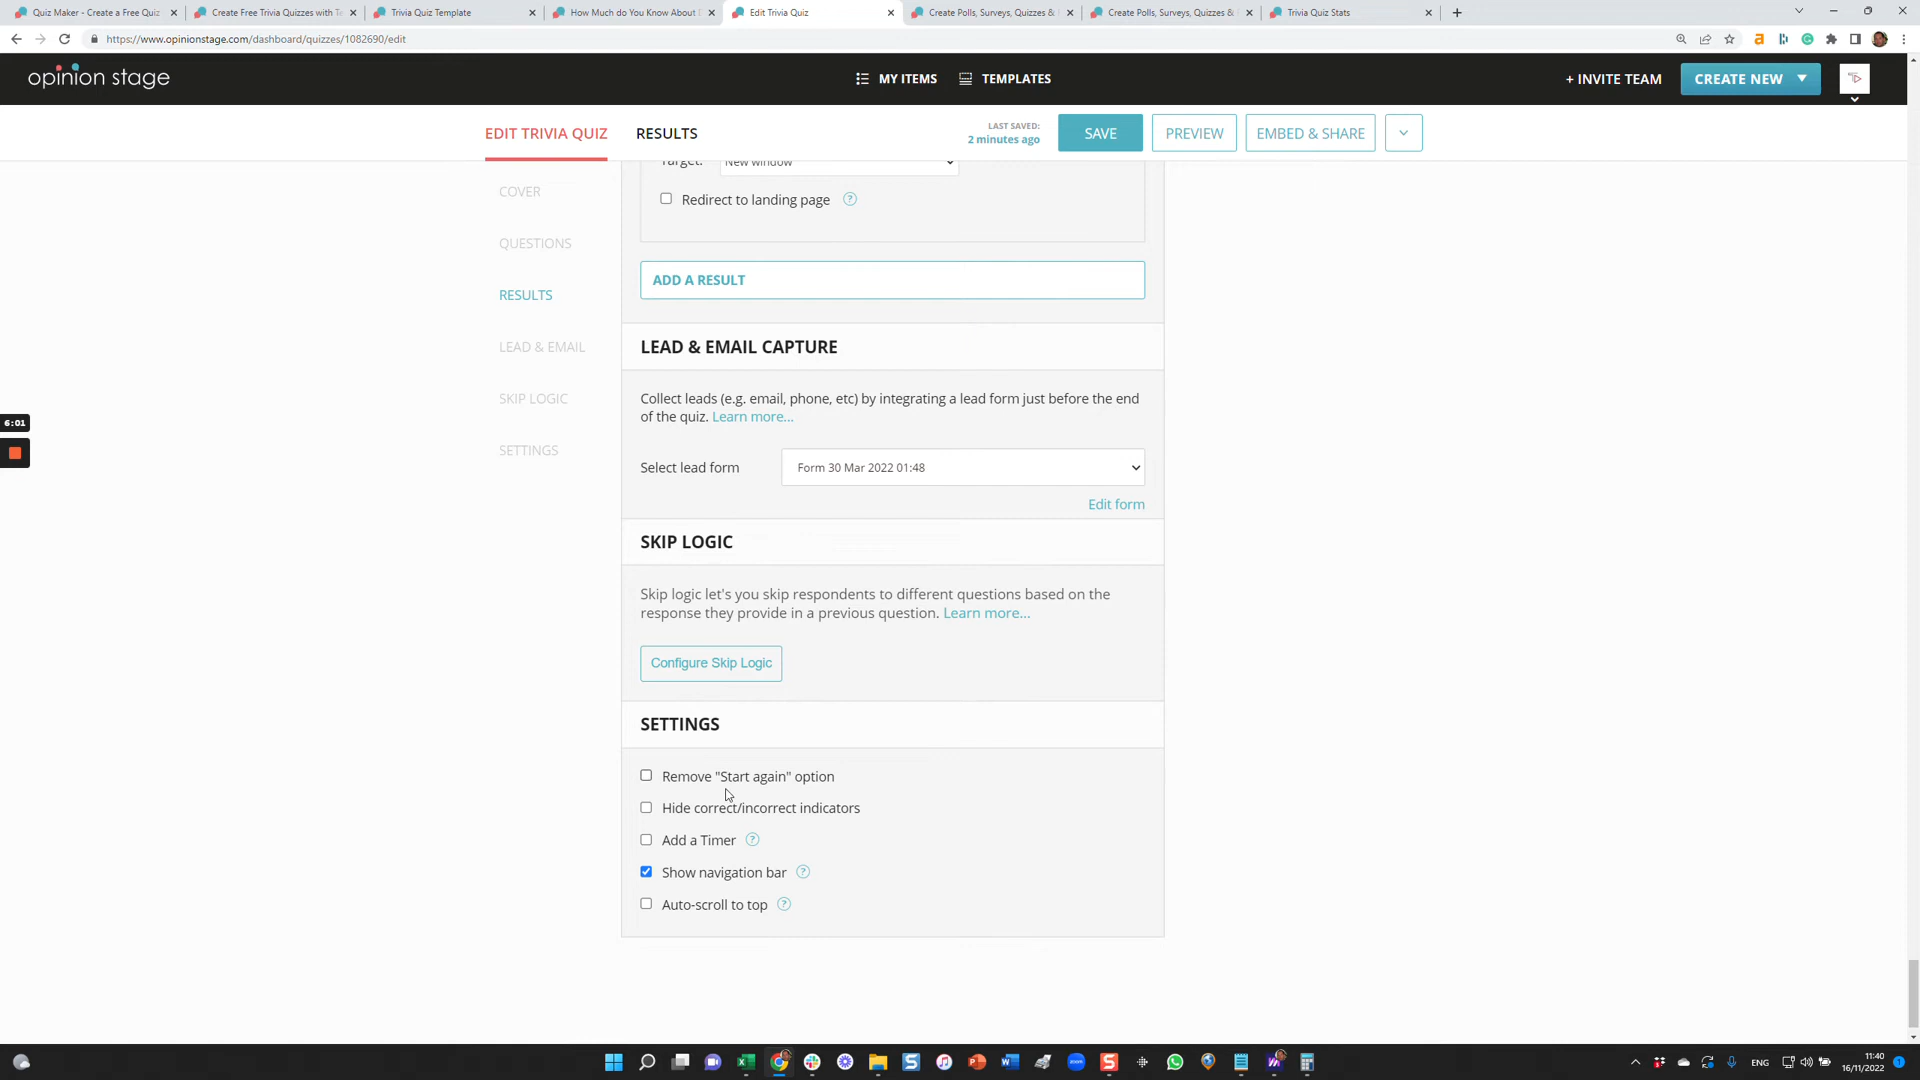 Quiz Maker - Create a Free Quiz
Create Free Trivia Quizzes with Te
Trivia Quiz Template
How Much do You Know About D
Edit Trivia Quiz
Create Polls, Surveys, Quizzes &
Create Polls, Surveys, Quizzes &
Trivia Quiz Stats
https://www.opinionstage.com/dashboard/quizzes/1082690/edit
opinion stage
MY ITEMS
TEMPLATES
+ INVITE TEAM
CREATE NEW
EDIT TRIVIA QUIZ
RESULTS
LAST SAVED:
2 minutes ago
SAVE
PREVIEW
EMBED & SHARE
Target:
New window
COVER
Redirect to landing page ?
QUESTIONS
ADD A RESULT
RESULTS
LEAD & EMAIL
LEAD & EMAIL CAPTURE
SKIP LOGIC
Collect leads (e.g. email, phone, etc) by integrating a lead form just before the end
of the quiz. Learn more...
6:01
SETTINGS
Select lead form
Form 30 Mar 2022 01:48
Edit form
SKIP LOGIC
Skip logic let's you skip respondents to different questions based on the
response they provide in a previous question. Learn more...
Configure Skip Logic
SETTINGS
Remove "Start again" option
Hide correct/incorrect indicators
Add a Timer ?
Show navigation bar ?
Auto-scroll to top ?
ENG
11:40
16/11/2022